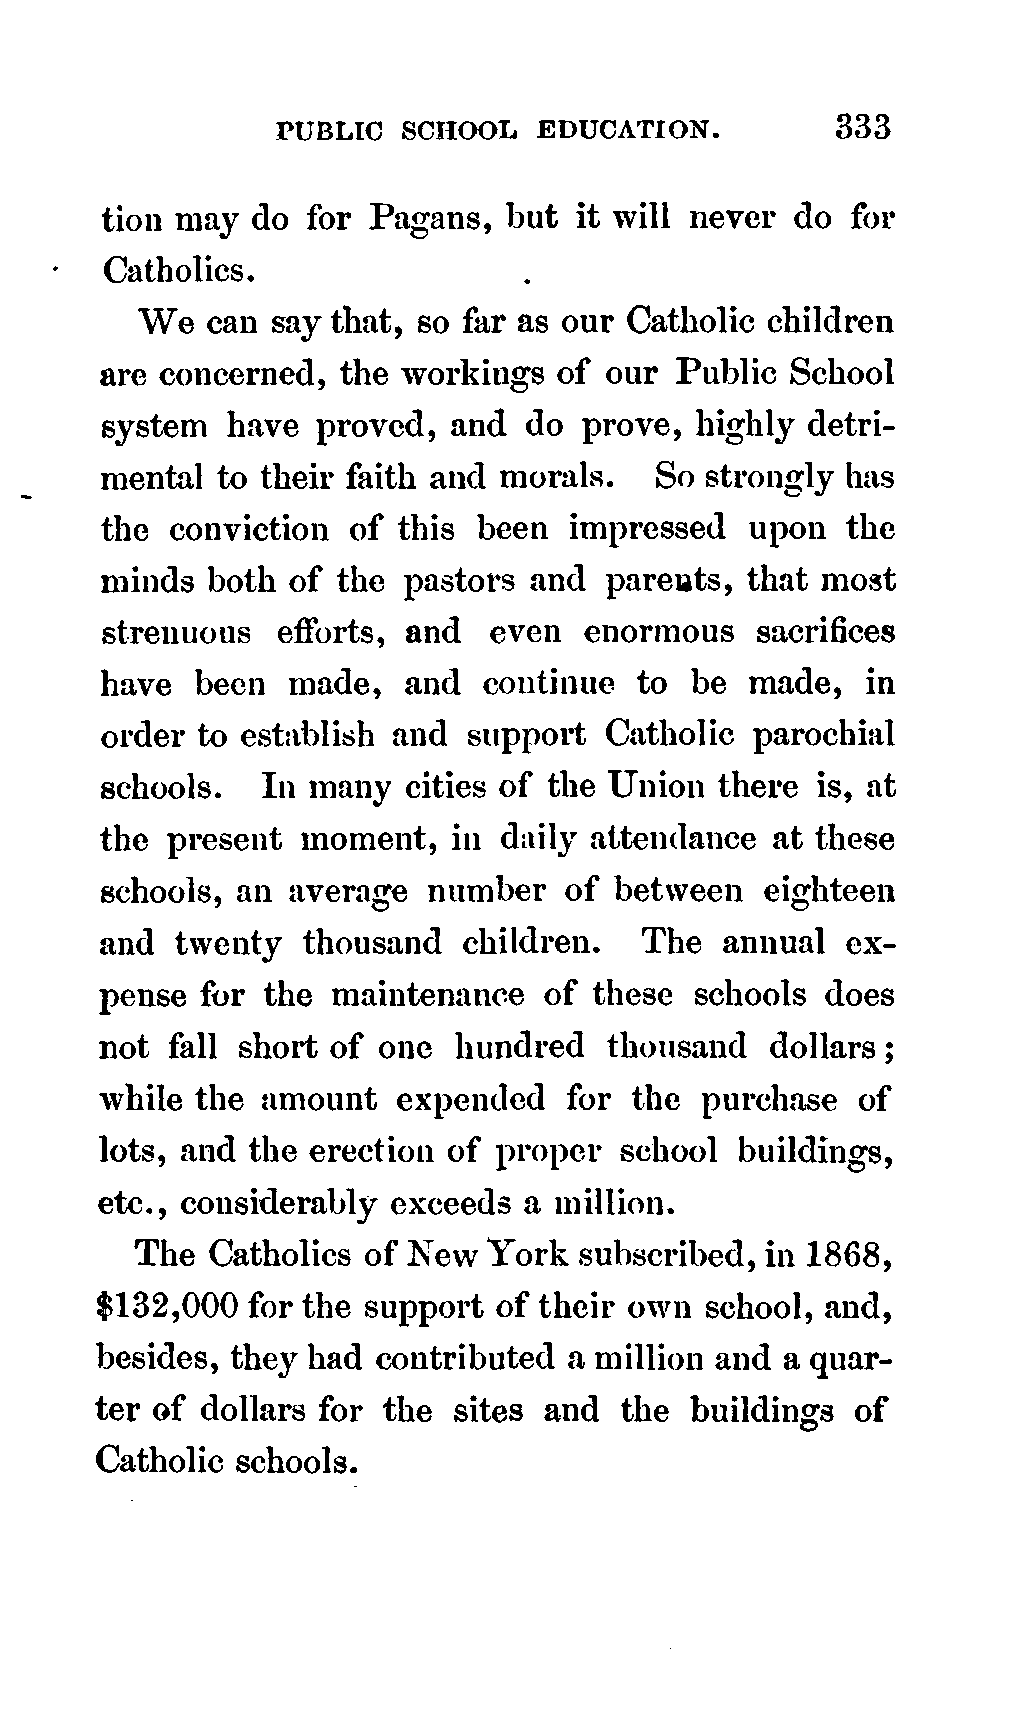 PUBLIC SCHOOL EDUCATION. 333
tion may do for Pagans, but it will never do for
Catholics.
We can say that, so far as our Catholic children
are concerned, the workings of our Public School
system have proved, and do prove, highly detri-
mental to their faith and morals. So strongly has
the conviction of this been impressed upon the
minds both of the pastors and parents, that most
strenuous efforts, and even enormous sacrifices
have been made, and continue to be made, in
order to establish and support Catholic parochial
schools. In many cities of the Union there is, at
the present moment, in daily attendance at these
schools, an average number of between eighteen
and twenty thousand children. The annual ex-
pense for the maintenance of these schools does
not fall short of one hundred thousand dollars;
while the amount expended for the purchase of
lots, and the erection of proper school buildings,
etc., considerably exceeds a million.
The Catholics of New York subscribed, in 1868,
$132,000 for the support of their own school, and,
besides, they had contributed a million and a quar-
ter of dollars for the sites and the buildings of
Catholic schools.